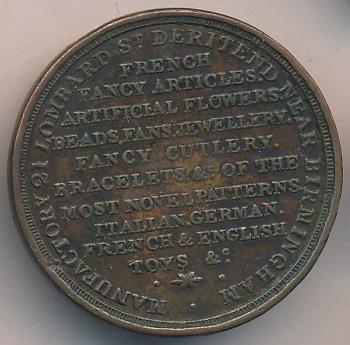 MANUFACTORY 21 LOMBARD ST DERITEND NEAR BIRMINGHAM
FRENCH
FANCY ARTICLES.
ARTIFICIAL FLOWERS.
BEADS, FANS, JEWELLERY.
FANCY CUTLERY.
BRACELETS &c OF THE
MOST NOVEL PATTERNS.
ITALIAN, GERMAN.
FRENCH & ENGLISH
TOYS &c